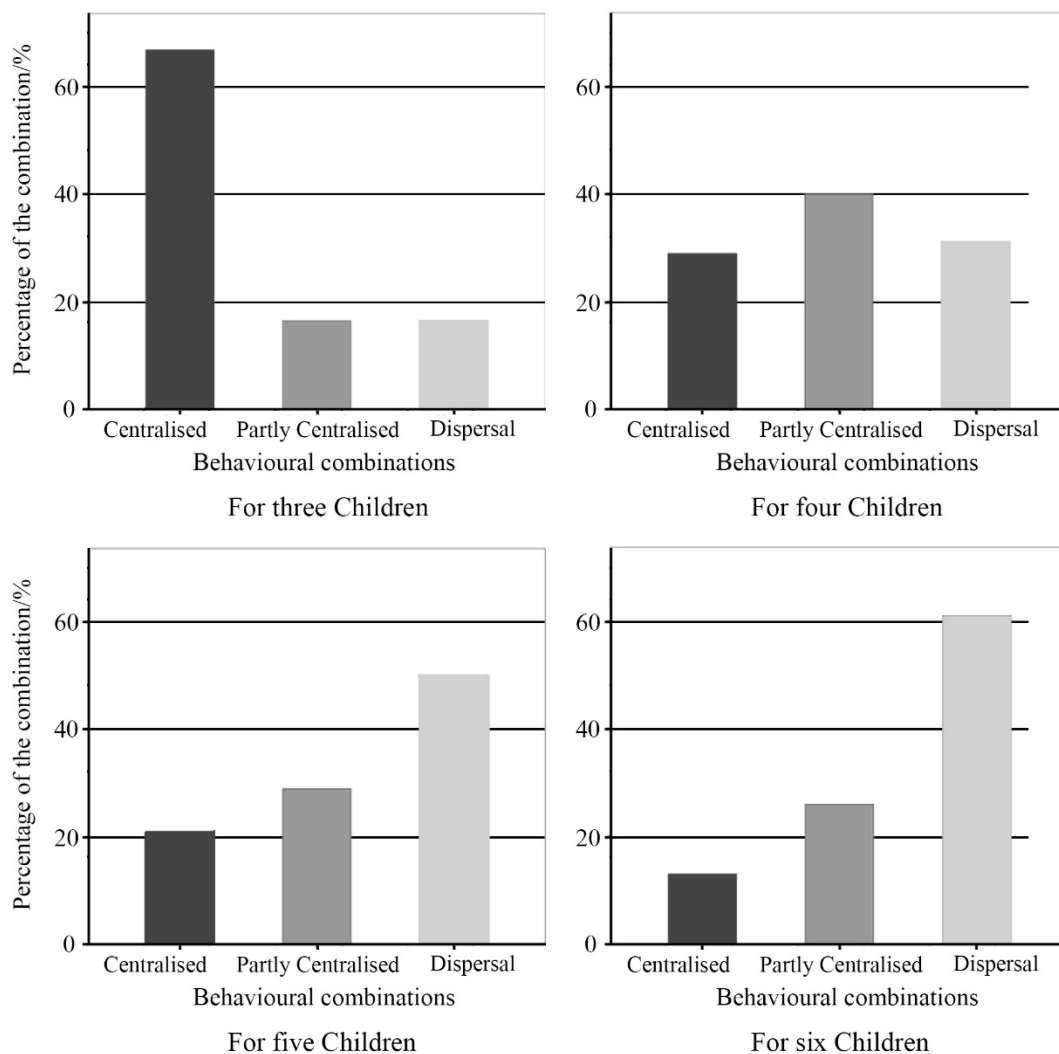 Percentage of the combination/%
60
40
20
0
Centralised Partly Centralised Dispersal
Behavioural combinations
For three Children
60
40
20
0
Centralised Partly Centralised Dispersal
Behavioural combinations
For four Children
Percentage of the combination/%
60
40
20
0
Centralised Partly Centralised Dispersal
Behavioural combinations
For five Children
60
40
20
0
Centralised Partly Centralised Dispersal
Behavioural combinations
For six Children